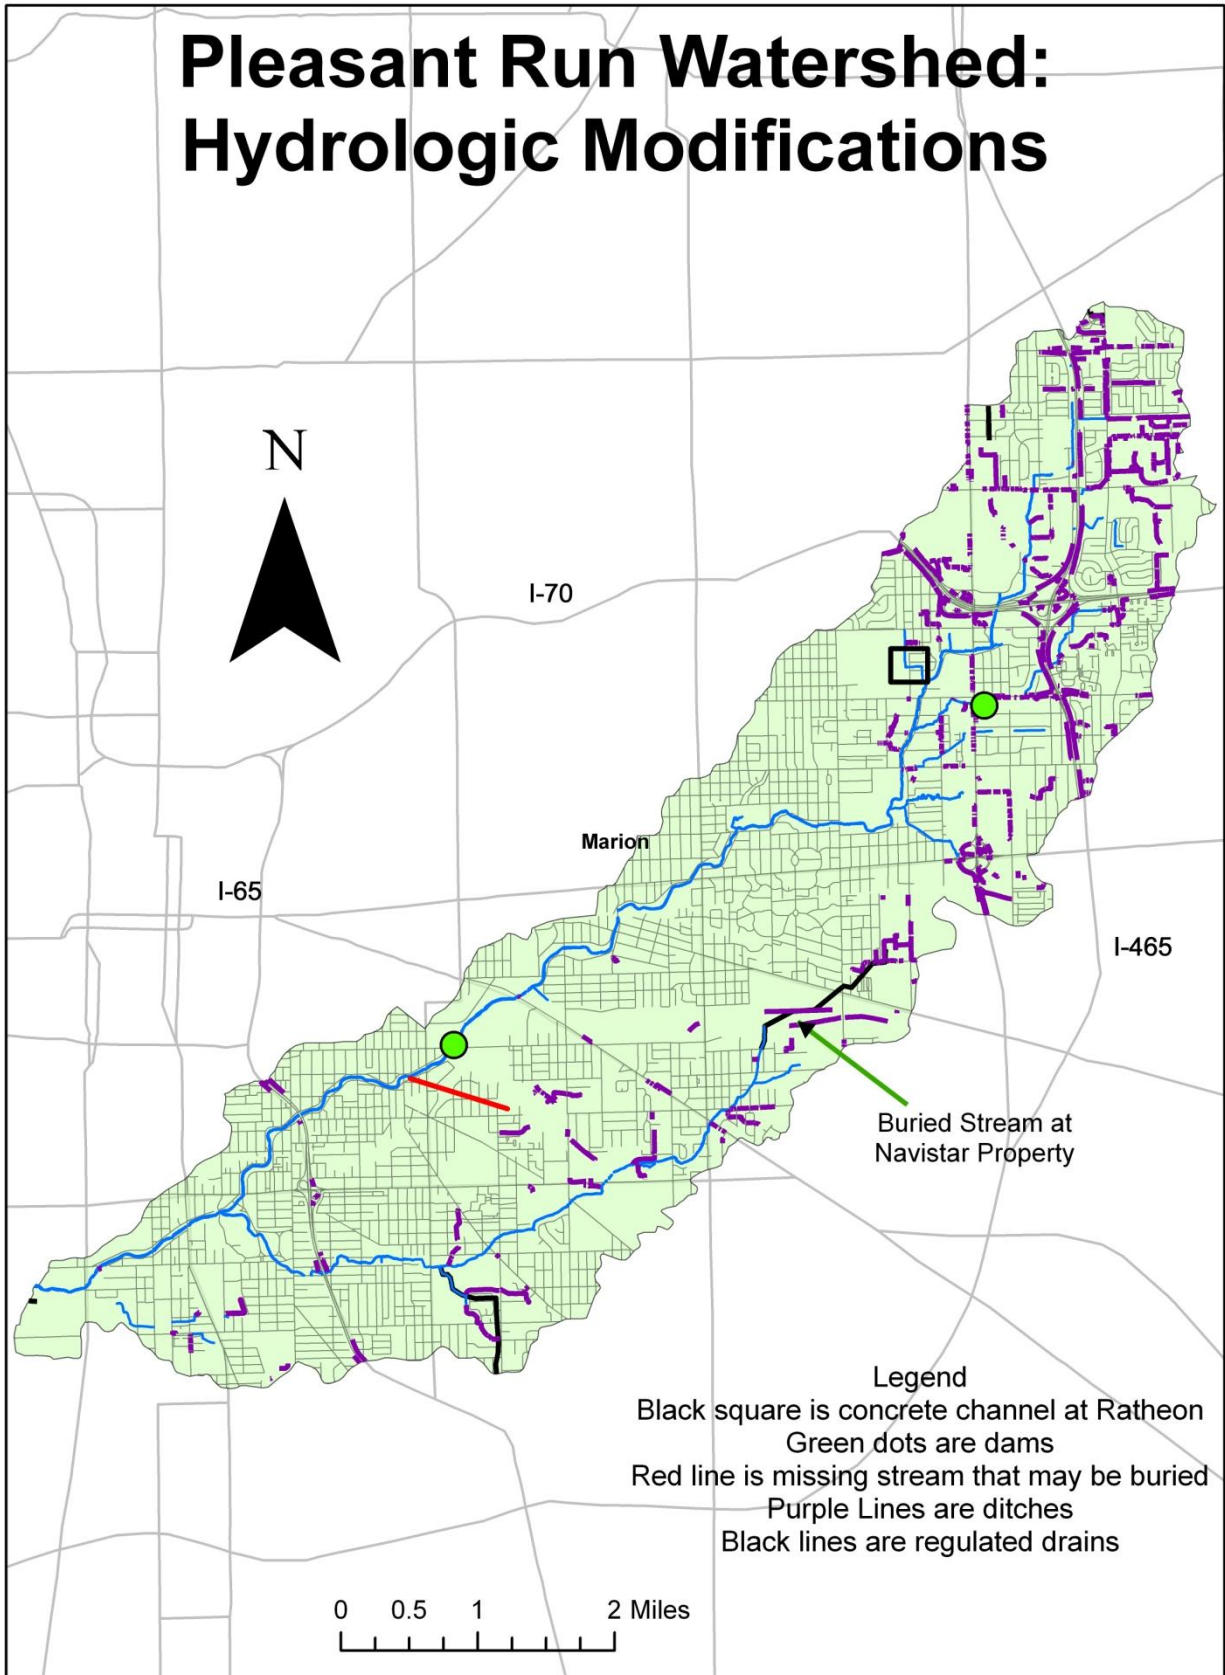 Pleasant Run Watershed:
Hydrologic Modifications
N
I-70
Marion
I-65
I-465
Buried Stream at
Navistar Property
Legend
Black square is concrete channel at Ratheon
Green dots are dams
Red line is missing stream that may be buried
Purple Lines are ditches
Black lines are regulated drains
0 0.5 1 2 Miles